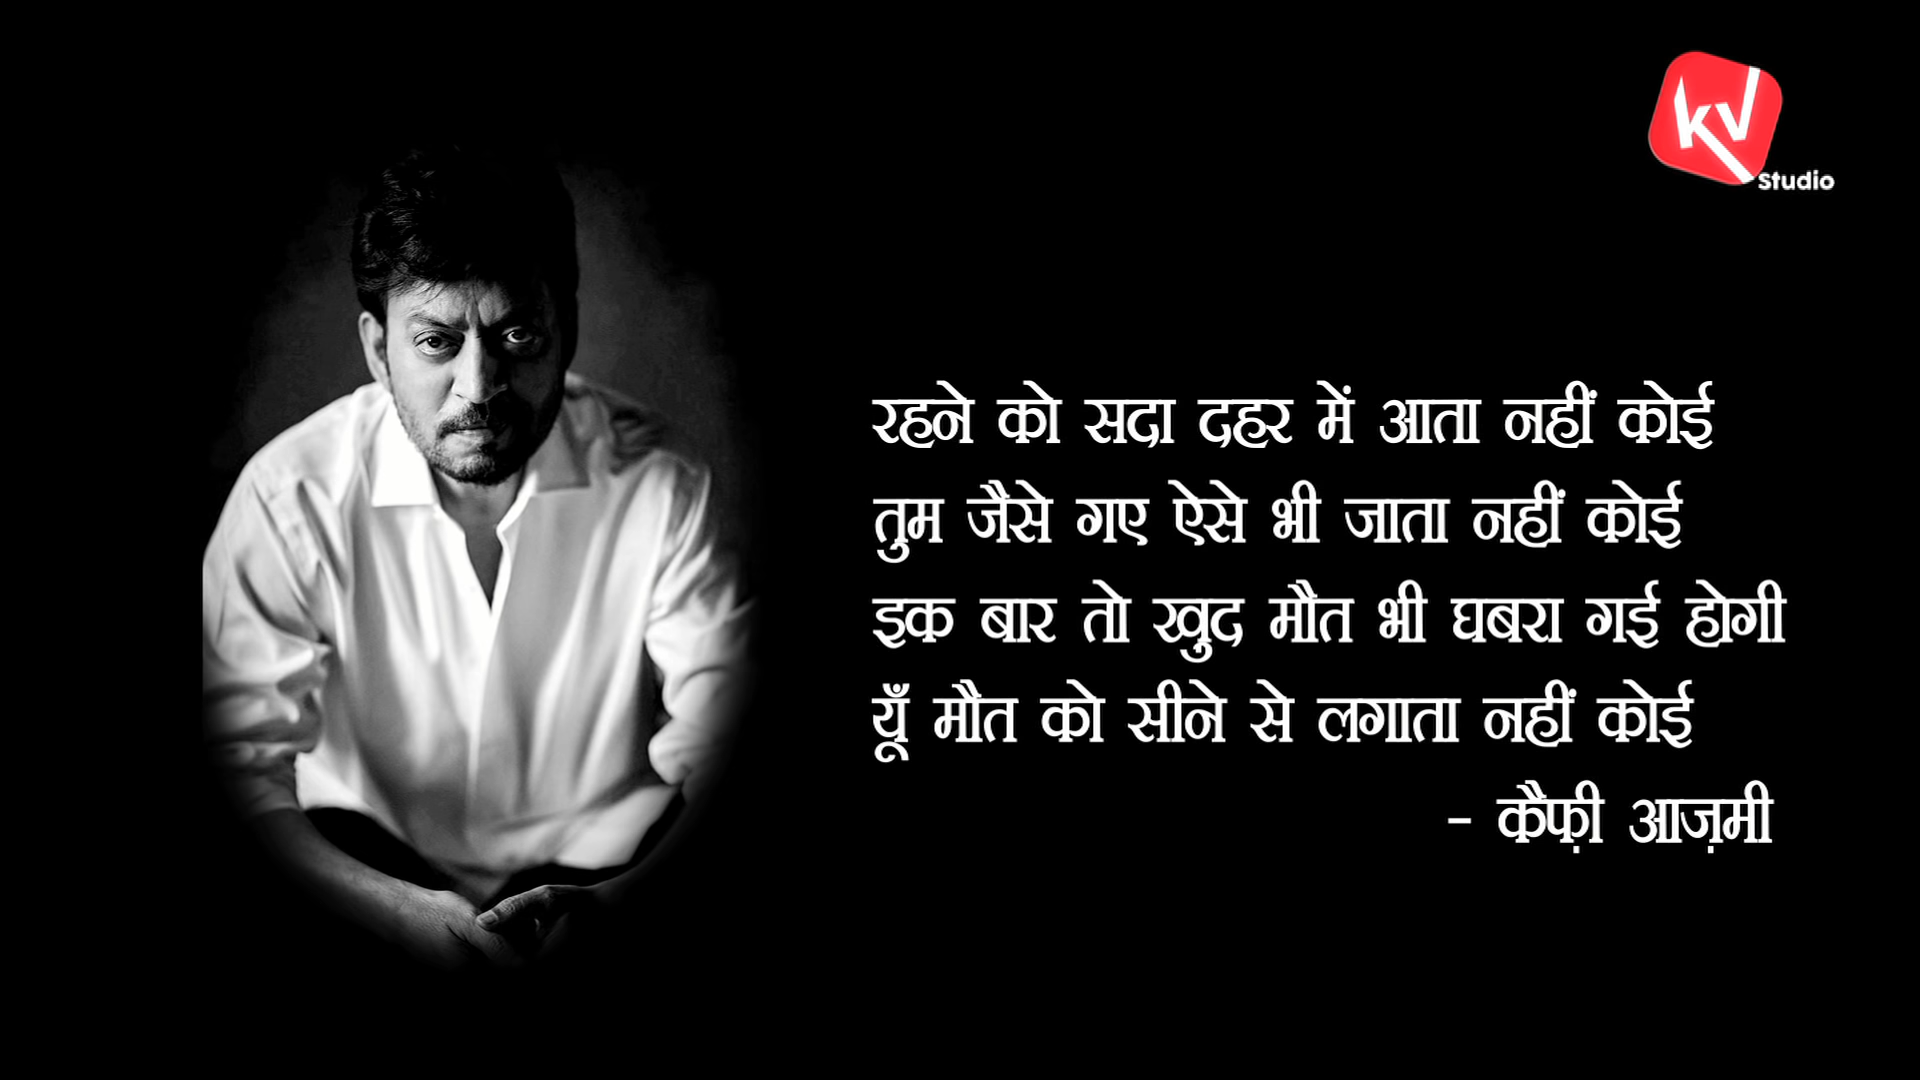 kv
Studio
रहने को सदा दहर में आता नहीं कोई
तुम जैसे गए ऐसे भी जाता नहीं कोई
इक बार तो खुद मौत भी घबरा गई होगी
यूँ मौत को सीने से लगाता नहीं कोई
- कैफ़ी आज़मी